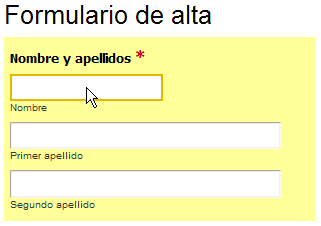 Formulario de alta
Nombre y apellidos *
Nombre
Primer apellido
Segundo apellido